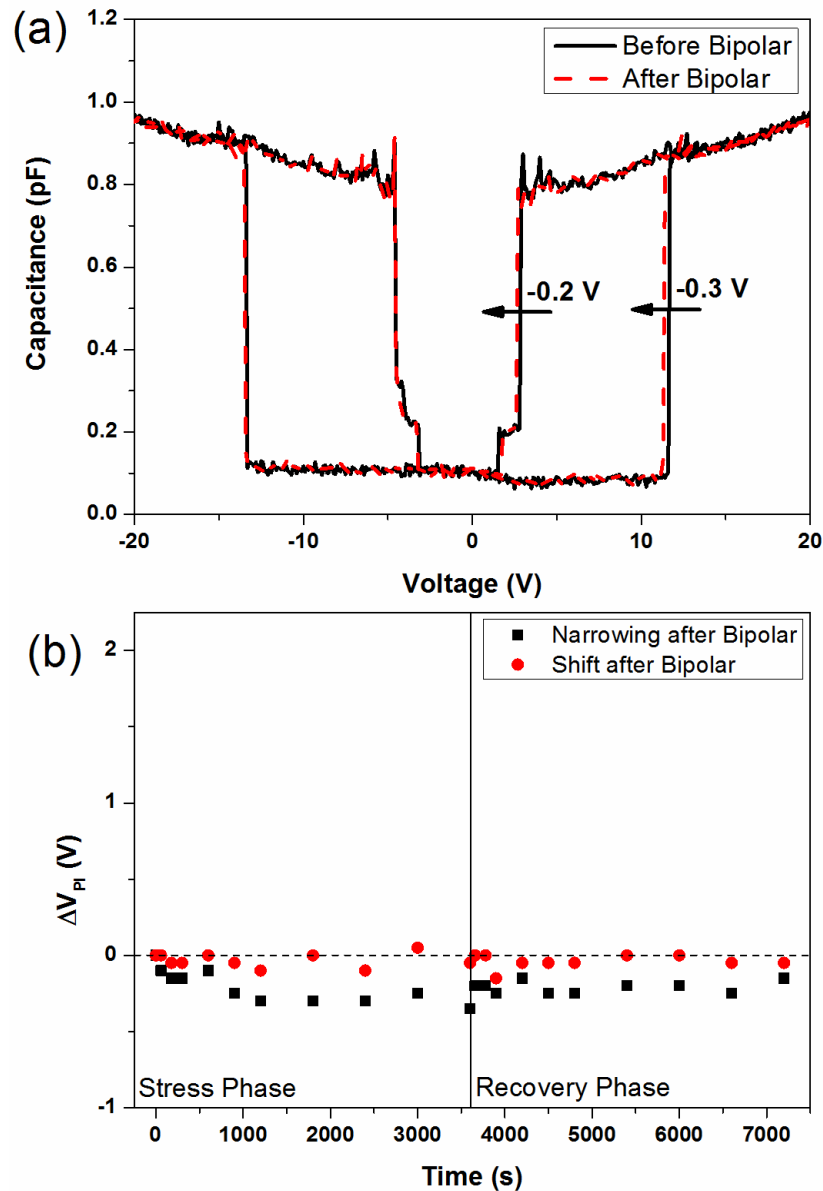 (a)
1.2
1.0
0.8
0.6
0.4
0.2
0.0
Capacitance (pF)
Before Bipolar
After Bipolar
-0.2 V
-0.3 V
-20
-10
0
10
20
Voltage (V)
(b)
2
1
0
-1
ΔV_PI (V)
Narrowing after Bipolar
Shift after Bipolar
Stress Phase
Recovery Phase
0
1000
2000
3000
4000
5000
6000
7000
Time (s)